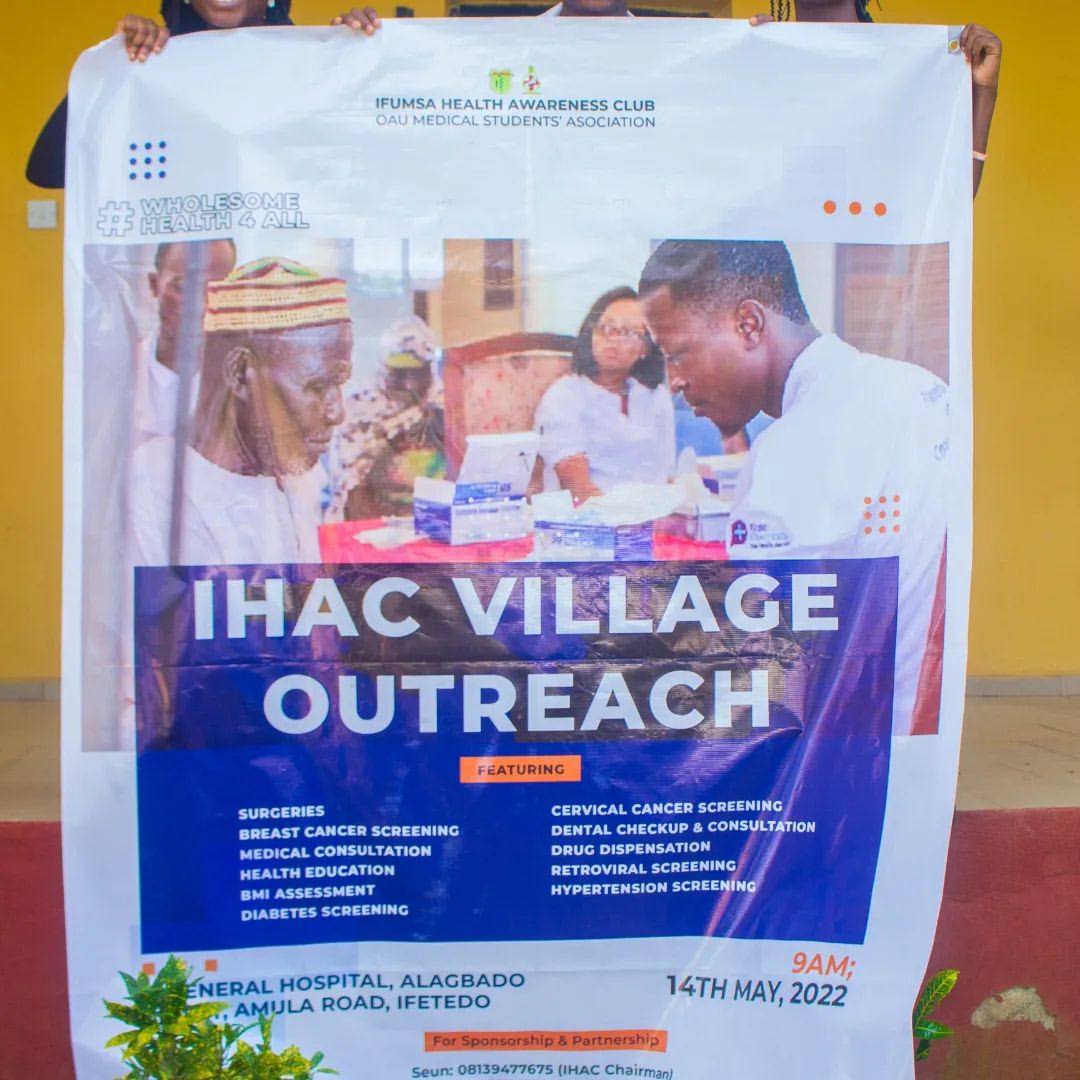 IFUMSA HEALTH AWARENESS CLUB
OAU MEDICAL STUDENTS' ASOCIATION
# WHOLESOME
HEALTH 4 ALL
IHAC VILLAGE
OUTREACH
FEATURING
SURGERIES
BREAST CANCER SCREENING
MEDICAL CONSULTATION
HEALTH EDUCATION
BMI ASSESSMENT
DIABETES SCREENING
CERVICAL CANCER SCREENING
DENTAL CHECKUP & CONSULTATION
DRUG DISPENSATION
RETROVIRAL SCREENING
HYPERTENSION SCREENING
ENERAL HOSPITAL, ALAGBADO
, AMULA ROAD, IFETEDO
9AM;
14TH MAY, 2022
For Sponsorship & Partnership
Seun: 08139477675 (IHAC Chairman)